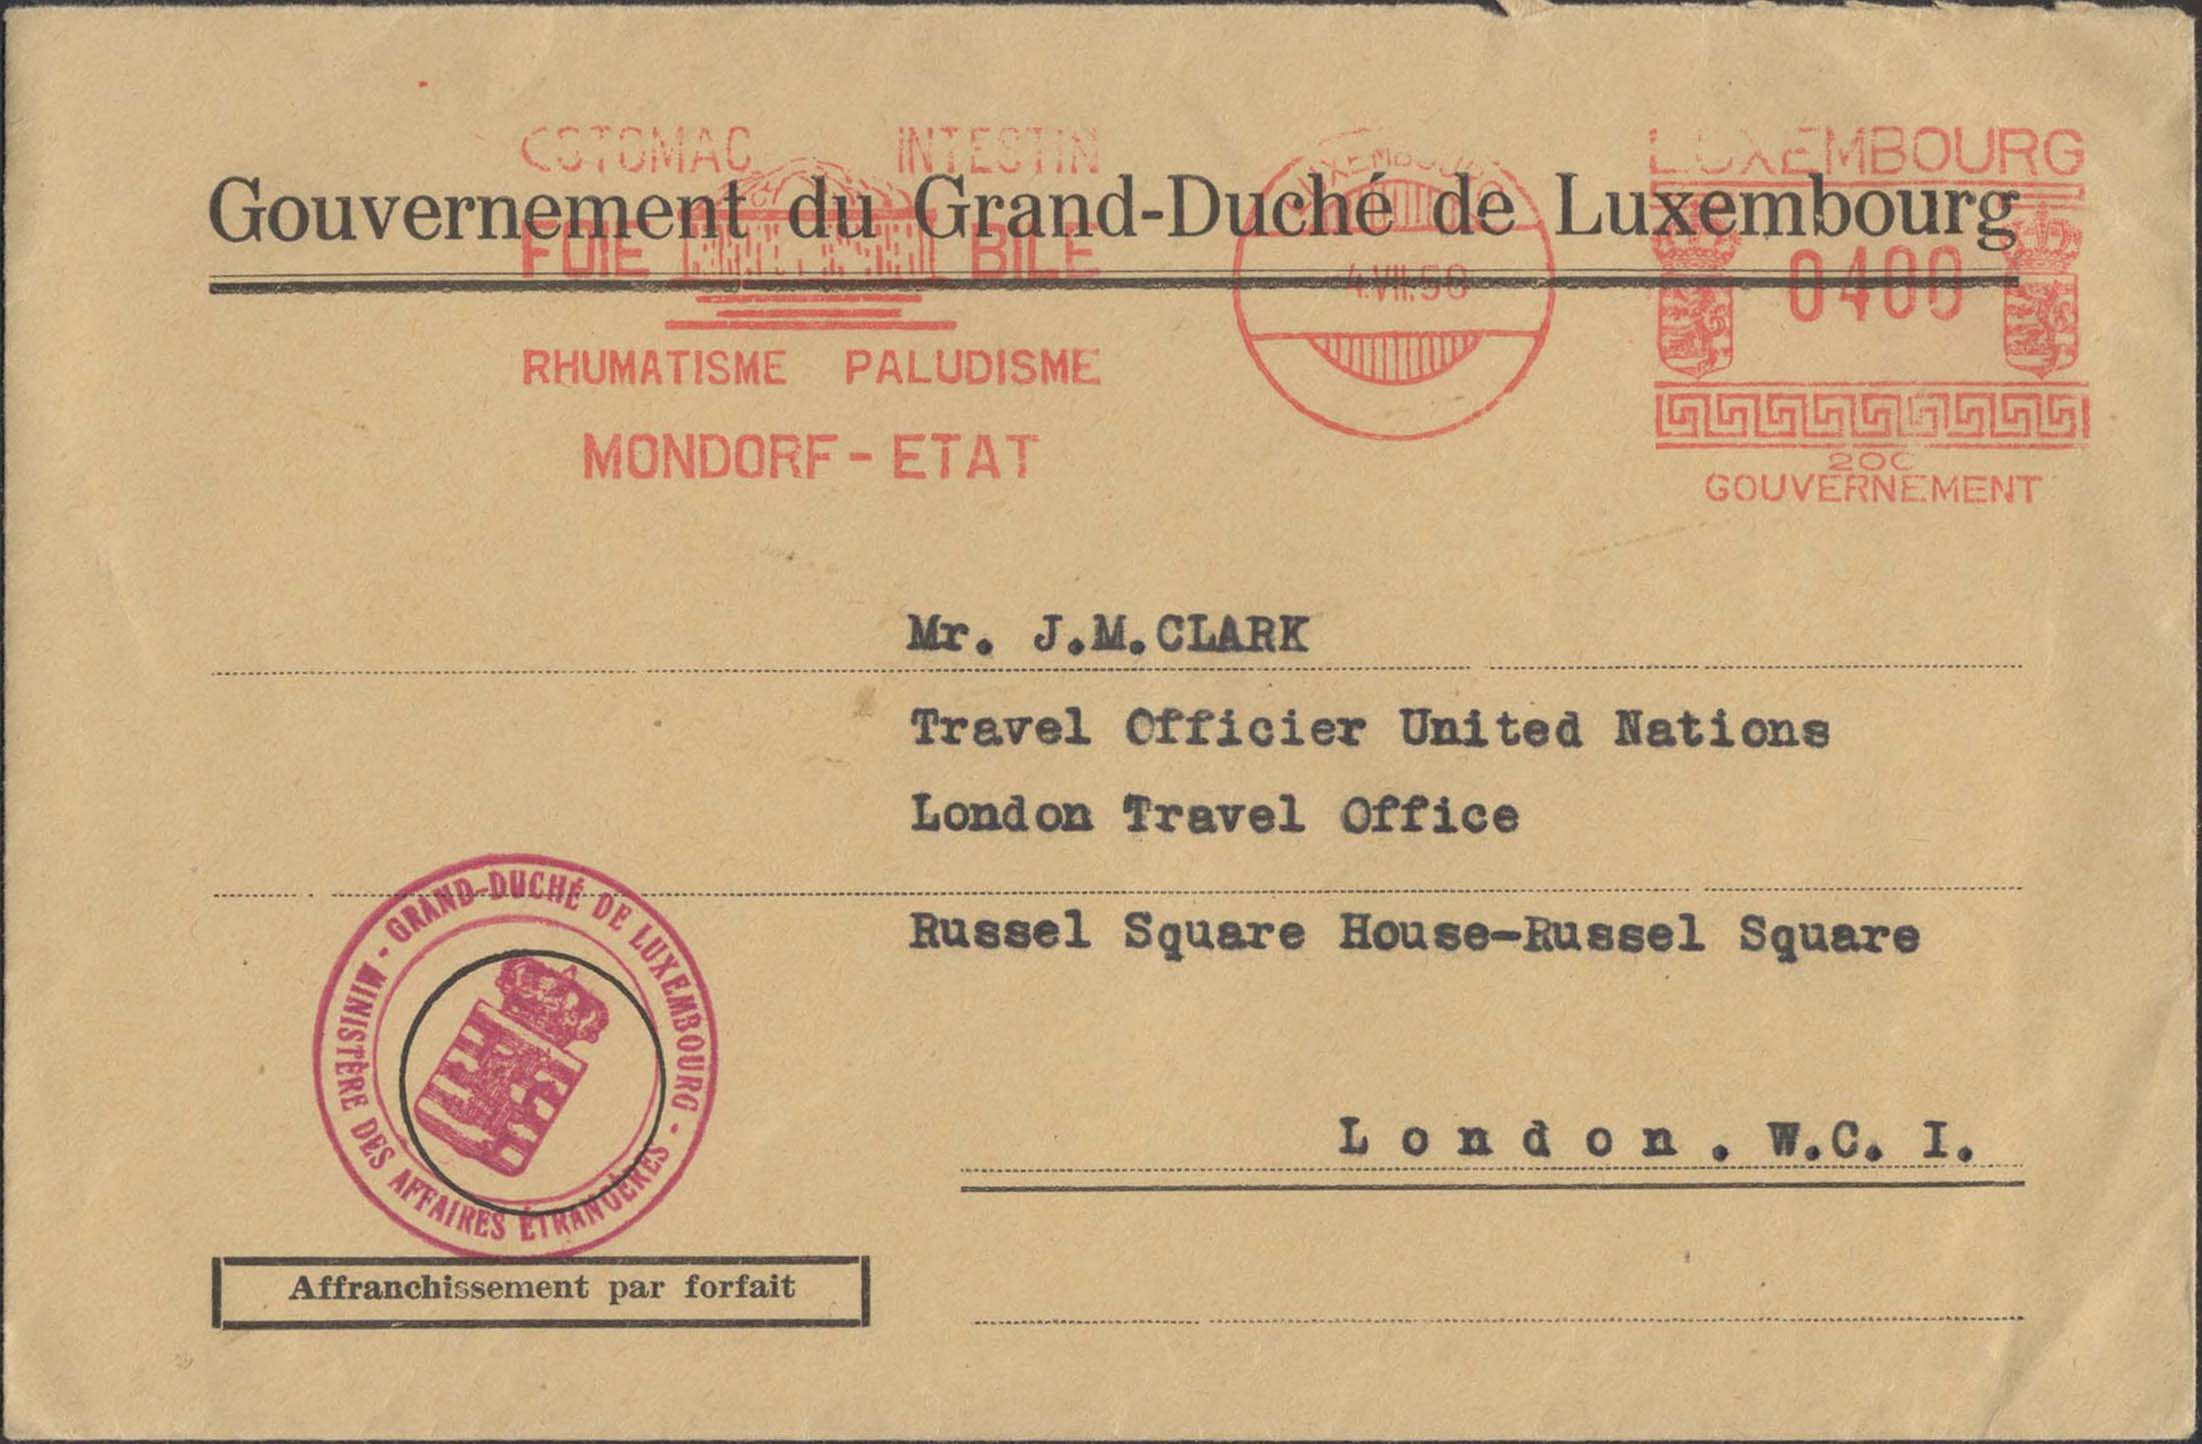 ESTOMAC INTESTIN
Gouvernement du Grand-Duché de Luxembourg
FOIE BILE
RHUMATISME PALUDISME
MONDORF - ETAT
LUXEMBOURG
4.VII.50
LUXEMBOURG
0400
200
GOUVERNEMENT
Mr. J.M.CLARK
Travel Officier United Nations
London Travel Office
Russel Square House-Russel Square
London. W.C. I.
- GRAND-DUCHÉ DE LUXEMBOURG -
MINISTÈRE DES AFFAIRES ÉTRANGÈRES
Affranchissement par forfait